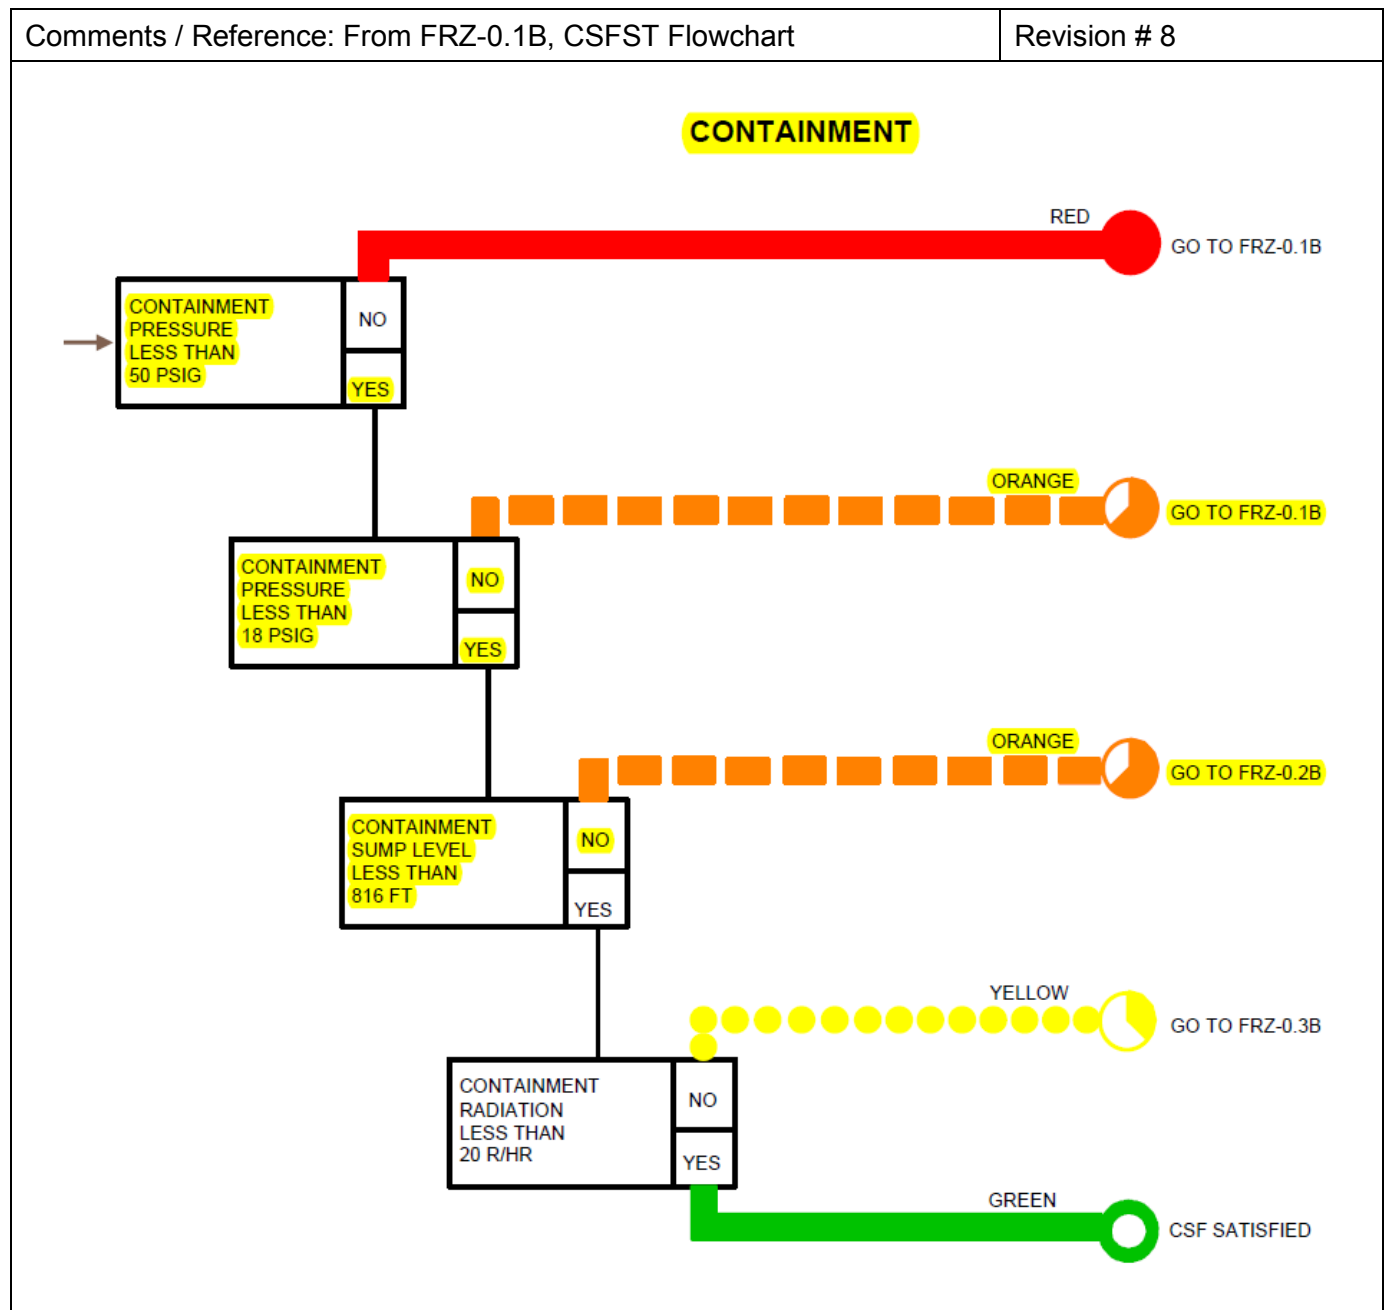 Comments / Reference: From FRZ-0.1B, CSFST Flowchart
Revision # 8
CONTAINMENT
RED
GO TO FRZ-0.1B
CONTAINMENT
PRESSURE
LESS THAN
50 PSIG
NO
YES
ORANGE
GO TO FRZ-0.1B
CONTAINMENT
PRESSURE
LESS THAN
18 PSIG
NO
YES
ORANGE
GO TO FRZ-0.2B
CONTAINMENT
SUMP LEVEL
LESS THAN
816 FT
NO
YES
YELLOW
GO TO FRZ-0.3B
CONTAINMENT
RADIATION
LESS THAN
20 R/HR
NO
YES
GREEN
CSF SATISFIED